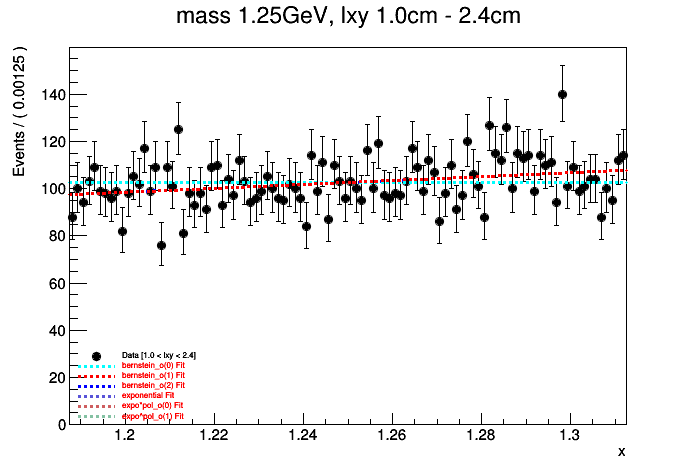 mass 1.25GeV, lxy 1.0cm - 2.4cm
Events / ( 0.00125 )
140
120
100
80
60
40
20
0
Data [1.0 < lxy < 2.4]
bernstein_o(0) Fit
bernstein_o(1) Fit
bernstein_o(2) Fit
exponential Fit
expo*pol_o(0) Fit
expo*pol_o(1) Fit
1.2 1.22 1.24 1.26 1.28 1.3
x